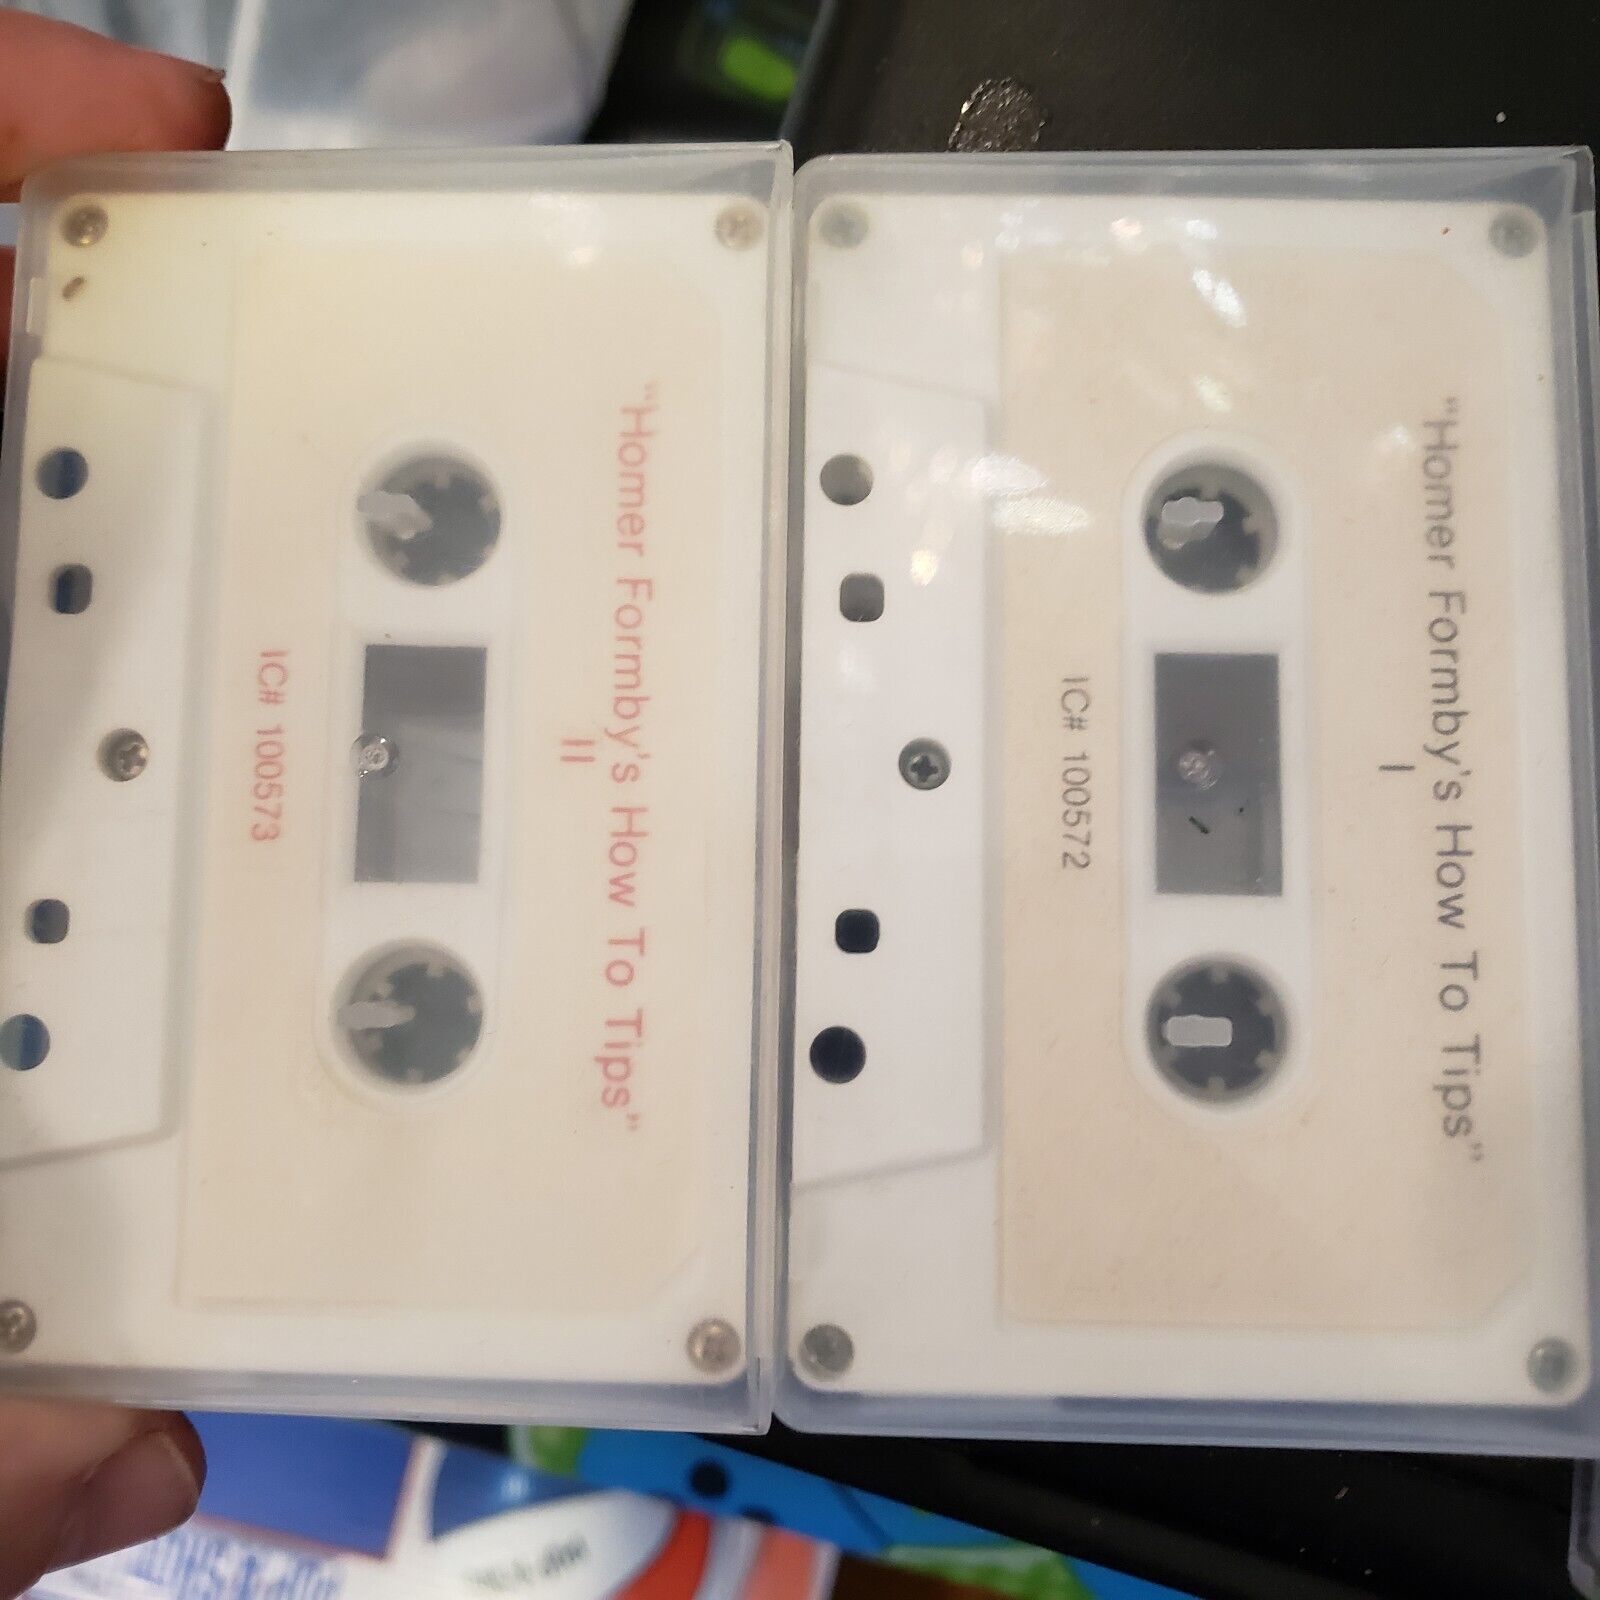 "Homer Formby's How To Tips"
II
IC# 100573
"Homer Formby's How To Tips"
I
IC# 100572